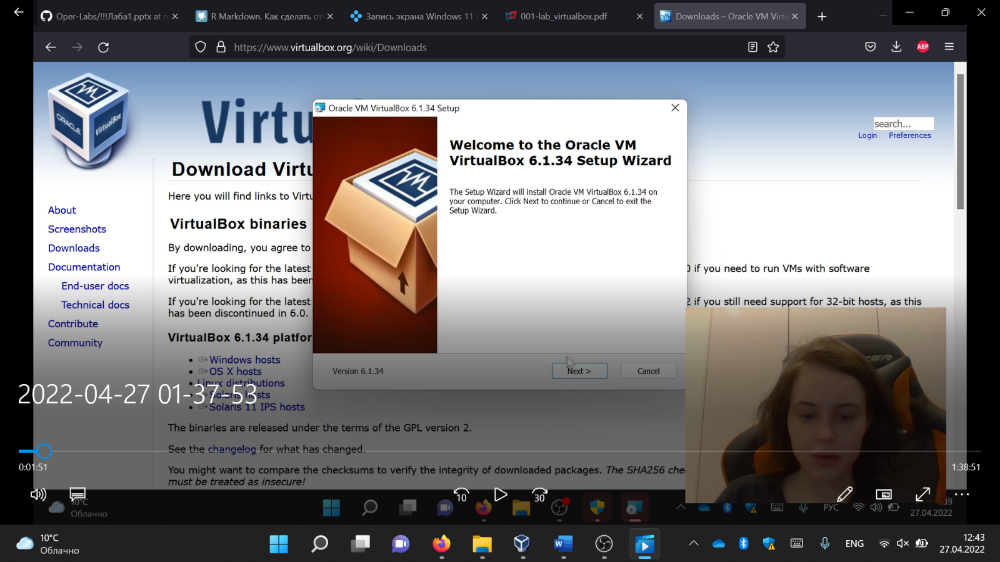 Oper-Labs/!!!Лаба1.pptx at m
R Markdown. Как сделать от
Запись экрана Windows 11 с
001-lab_virtualbox.pdf
Downloads – Oracle VM Virtu
https://www.virtualbox.org/wiki/Downloads
ABP
ORACLE
VirtualBox
Virtu
search...
Login Preferences
About
Screenshots
Downloads
Documentation
End-user docs
Technical docs
Contribute
Community
Download Virtu
Here you will find links to Virtu
VirtualBox binaries
By downloading, you agree to
If you're looking for the latest
0 if you need to run VMs with software
virtualization, as this has been
If you're looking for the latest
2 if you still need support for 32-bit hosts, as this
has been discontinued in 6.0.
VirtualBox 6.1.34 platfor
Windows hosts
OS X hosts
Linux distributions
Solaris hosts
Solaris 11 IPS hosts
The binaries are released under the terms of the GPL version 2.
See the changelog for what has changed.
You might want to compare the checksums to verify the integrity of downloaded packages. The SHA256 che
must be treated as insecure!
Oracle VM VirtualBox 6.1.34 Setup
Welcome to the Oracle VM
VirtualBox 6.1.34 Setup Wizard
The Setup Wizard will install Oracle VM VirtualBox 6.1.34 on
your computer. Click Next to continue or Cancel to exit the
Setup Wizard.
Version 6.1.34
Next >
Cancel
2022-04-27 01-37-53
0:01:51
1:38:51
10
30
10°C
Облачно
РУС
:39
27.04.2022
10°C
Облачно
W
ENG
12:43
27.04.2022